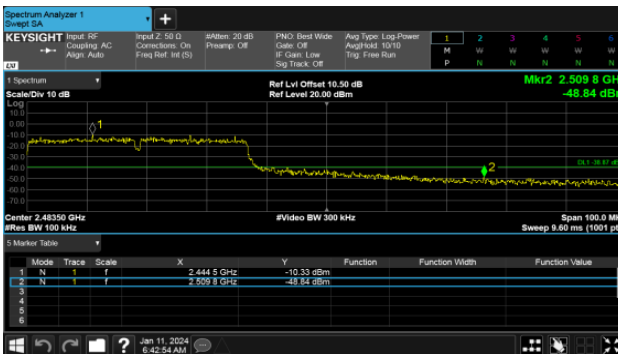 Spectrum Analyzer 1
Swept SA
KEYSIGHT Input: RF Input Z: 50 Ω #Atten: 20 dB PNO: Best Wide Avg Type: Log-Power 1 2 3 4 5 6
Coupling: AC Corrections: On Preamp: Off Gate: Off Avg|Hold: 10/10 M W W W W W
Align: Auto Freq Ref: Int (S) IF Gain: Low Trig: Free Run
Sig Track: Off P N N N N N
1 Spectrum Ref Lvl Offset 10.50 dB Mkr2 2.509 8 GH
Scale/Div 10 dB Ref Level 20.00 dBm -48.84 dB
Log
10.0
0.00
-10.0
-20.0
-30.0
-40.0
-50.0
-60.0
-70.0
1
2
Center 2.48350 GHz #Video BW 300 kHz Span 100.0 M
#Res BW 100 kHz Sweep 9.60 ms (1001 pt
5 Marker Table
Mode Trace Scale X Y Function Function Width Function Value
1 N 1 f 2.444 5 GHz -10.33 dBm
2 N 1 f 2.509 8 GHz -48.84 dBm
3
4
5
6
? Jan 11, 2024
6:42:54 AM